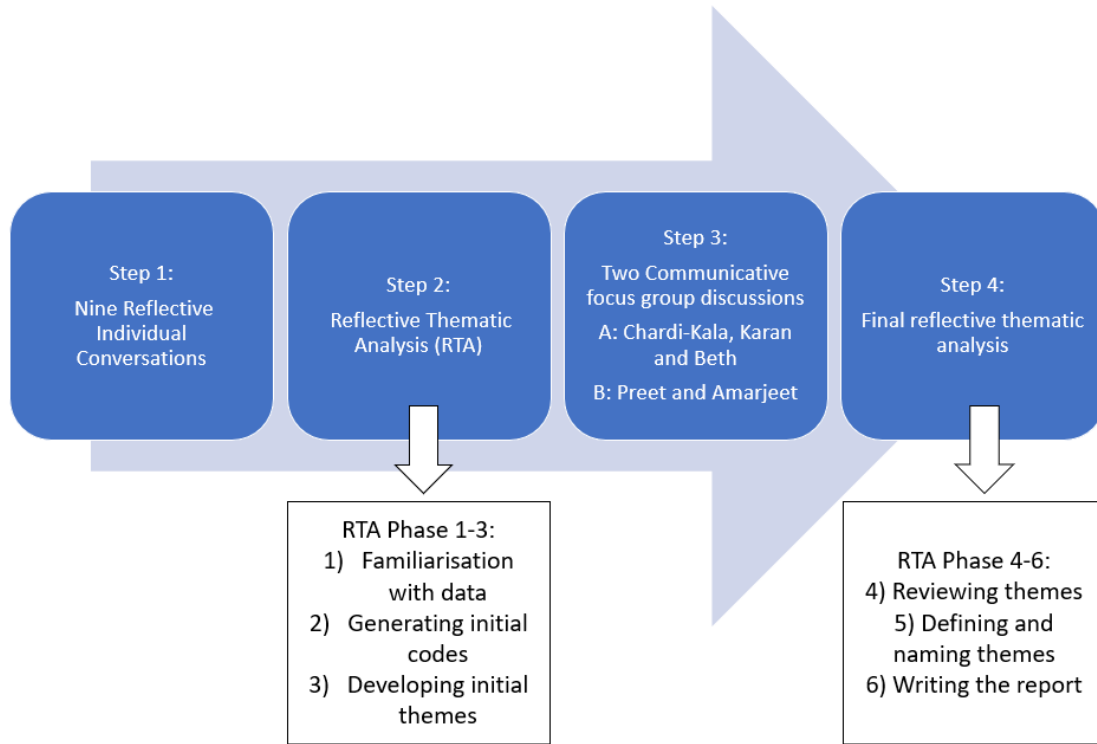 Step 1:
Nine Reflective
Individual
Conversations
Step 2:
Reflective Thematic
Analysis (RTA)
Step 3:
Two Communicative
focus group discussions
A: Chardi-Kala, Karan
and Beth
B: Preet and Amarjeet
Step 4:
Final reflective thematic
analysis
RTA Phase 1-3:
1) Familiarisation
with data
2) Generating initial
codes
3) Developing initial
themes
RTA Phase 4-6:
4) Reviewing themes
5) Defining and
naming themes
6) Writing the report